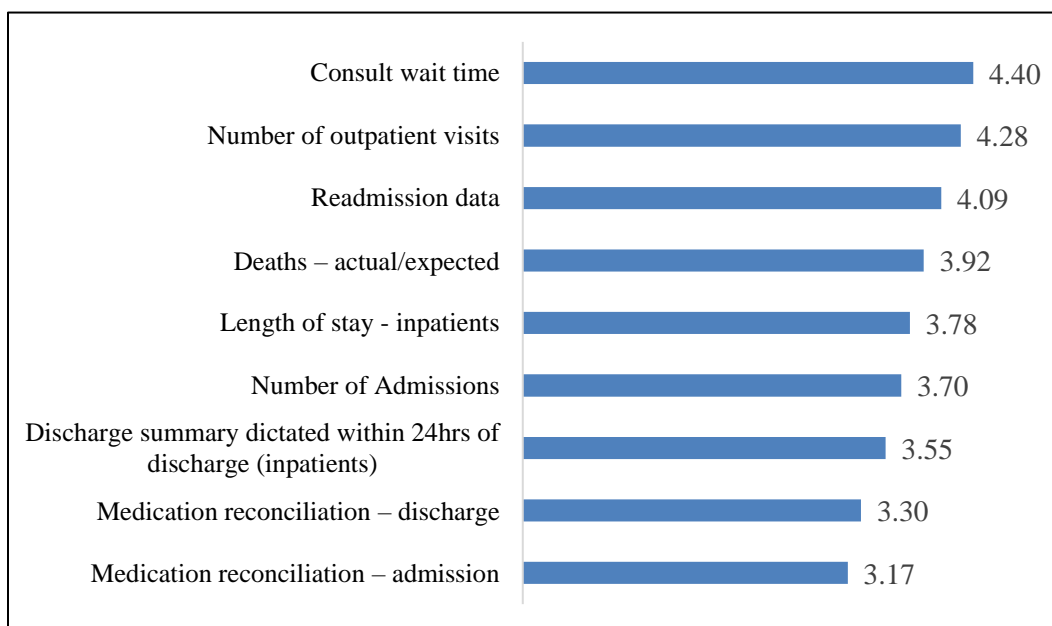 Consult wait time 4.40
Number of outpatient visits 4.28
Readmission data 4.09
Deaths – actual/expected 3.92
Length of stay - inpatients 3.78
Number of Admissions 3.70
Discharge summary dictated within 24hrs of
discharge (inpatients) 3.55
Medication reconciliation – discharge 3.30
Medication reconciliation – admission 3.17